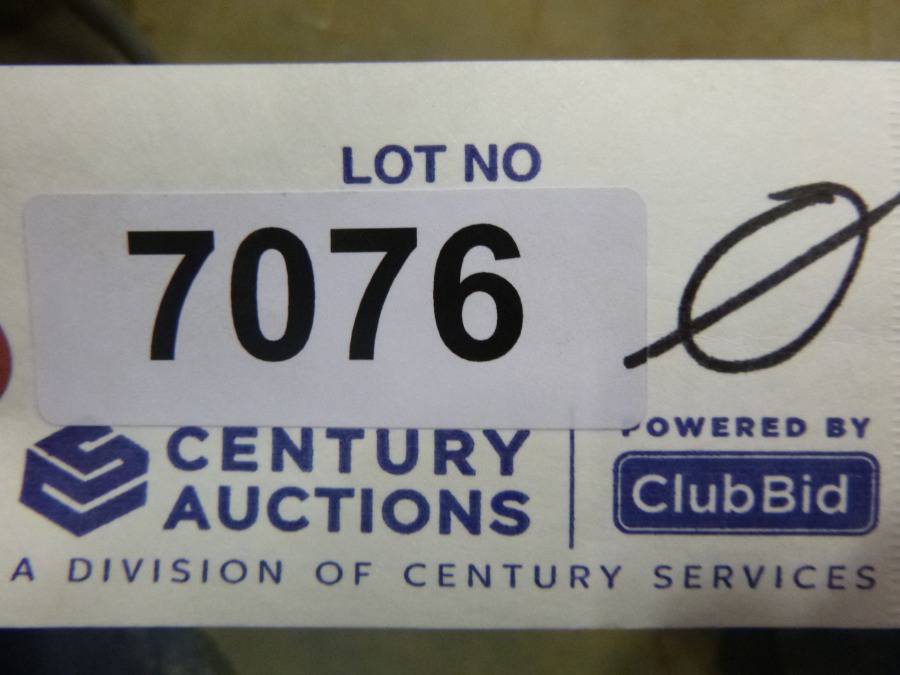 LOT NO
7076 Ø
CENTURY AUCTIONS
POWERED BY
ClubBid
A DIVISION OF CENTURY SERVICES